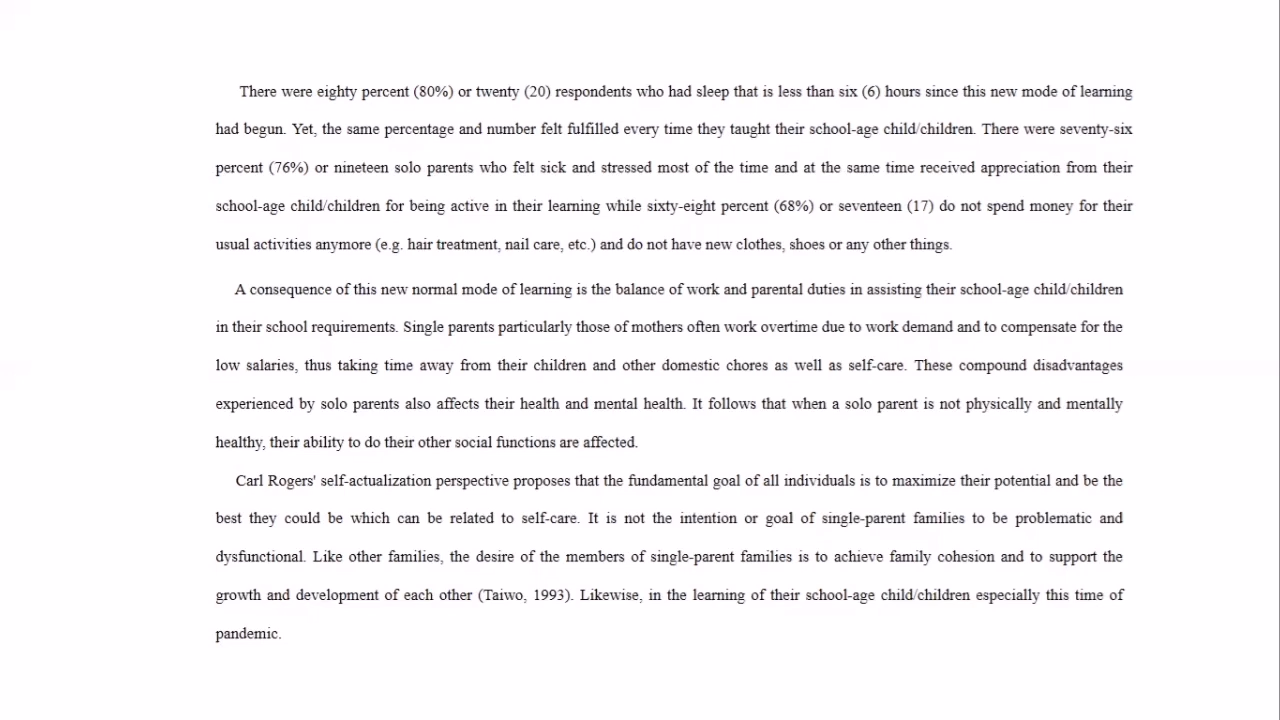 There were eighty percent (80%) or twenty (20) respondents who had sleep that is less than six (6) hours since this new mode of learning
had begun. Yet, the same percentage and number felt fulfilled every time they taught their school-age child/children. There were seventy-six
percent (76%) or nineteen solo parents who felt sick and stressed most of the time and at the same time received appreciation from their
school-age child/children for being active in their learning while sixty-eight percent (68%) or seventeen (17) do not spend money for their
usual activities anymore (e.g. hair treatment, nail care, etc.) and do not have new clothes, shoes or any other things.
A consequence of this new normal mode of learning is the balance of work and parental duties in assisting their school-age child/children
in their school requirements. Single parents particularly those of mothers often work overtime due to work demand and to compensate for the
low salaries, thus taking time away from their children and other domestic chores as well as self-care. These compound disadvantages
experienced by solo parents also affects their health and mental health. It follows that when a solo parent is not physically and mentally
healthy, their ability to do their other social functions are affected.
Carl Rogers' self-actualization perspective proposes that the fundamental goal of all individuals is to maximize their potential and be the
best they could be which can be related to self-care. It is not the intention or goal of single-parent families to be problematic and
dysfunctional. Like other families, the desire of the members of single-parent families is to achieve family cohesion and to support the
growth and development of each other (Taiwo, 1993). Likewise, in the learning of their school-age child/children especially this time of
pandemic.